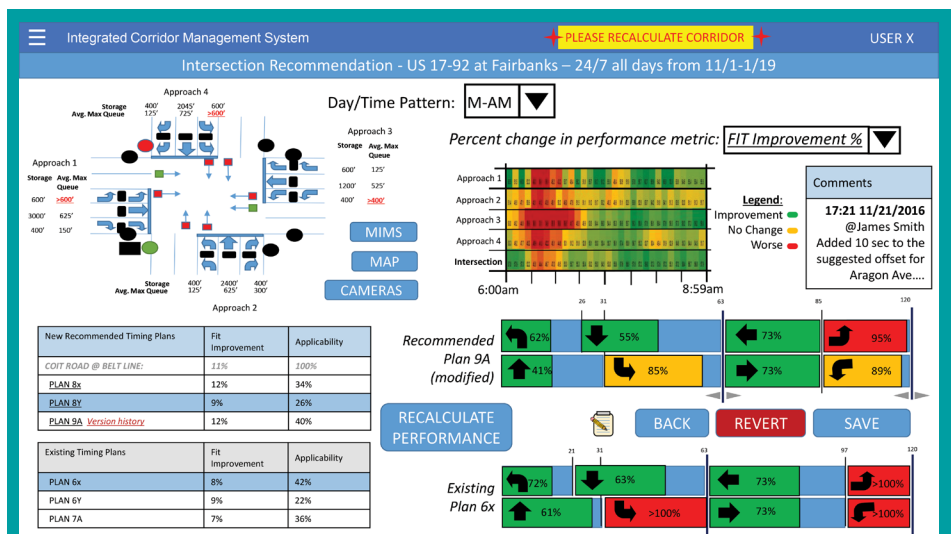 Integrated Corridor Management System
PLEASE RECALCULATE CORRIDOR
USER X
Intersection Recommendation - US 17-92 at Fairbanks – 24/7 all days from 11/1-1/19
Approach 4
Storage 400' 2045' 600'
Avg. Max Queue 125' 725' >600'
Approach 3
Storage Avg. Max Queue
600' 125'
1200' 525'
400' >400'
Approach 1
Storage Avg. Max Queue
600' >600'
3000' 625'
400' 150'
Storage 400' 2400' 400'
Avg. Max Queue 125' 625' 300'
Approach 2
MIMS
MAP
CAMERAS
Day/Time Pattern: M-AM
Percent change in performance metric: FIT Improvement %
Approach 1
Approach 2
Approach 3
Approach 4
Intersection
6:00am 8:59am
Legend:
Improvement
No Change
Worse
Comments
17:21 11/21/2016
@James Smith
Added 10 sec to the
suggested offset for
Aragon Ave....
New Recommended Timing Plans Fit Improvement Applicability
COIT ROAD @ BELT LINE: 11% 100%
PLAN 8x 12% 34%
PLAN 8Y 9% 26%
PLAN 9A Version history 12% 40%
Existing Timing Plans Fit Improvement Applicability
PLAN 6x 8% 42%
PLAN 6Y 9% 22%
PLAN 7A 7% 36%
Recommended
Plan 9A
(modified)
26 31 63 85 120
62% 55% 73% 95%
41% 85% 73% 89%
RECALCULATE
PERFORMANCE
BACK
REVERT
SAVE
Existing
Plan 6x
21 31 63 97 120
72% 63% 73% >100%
61% >100% 73% >100%